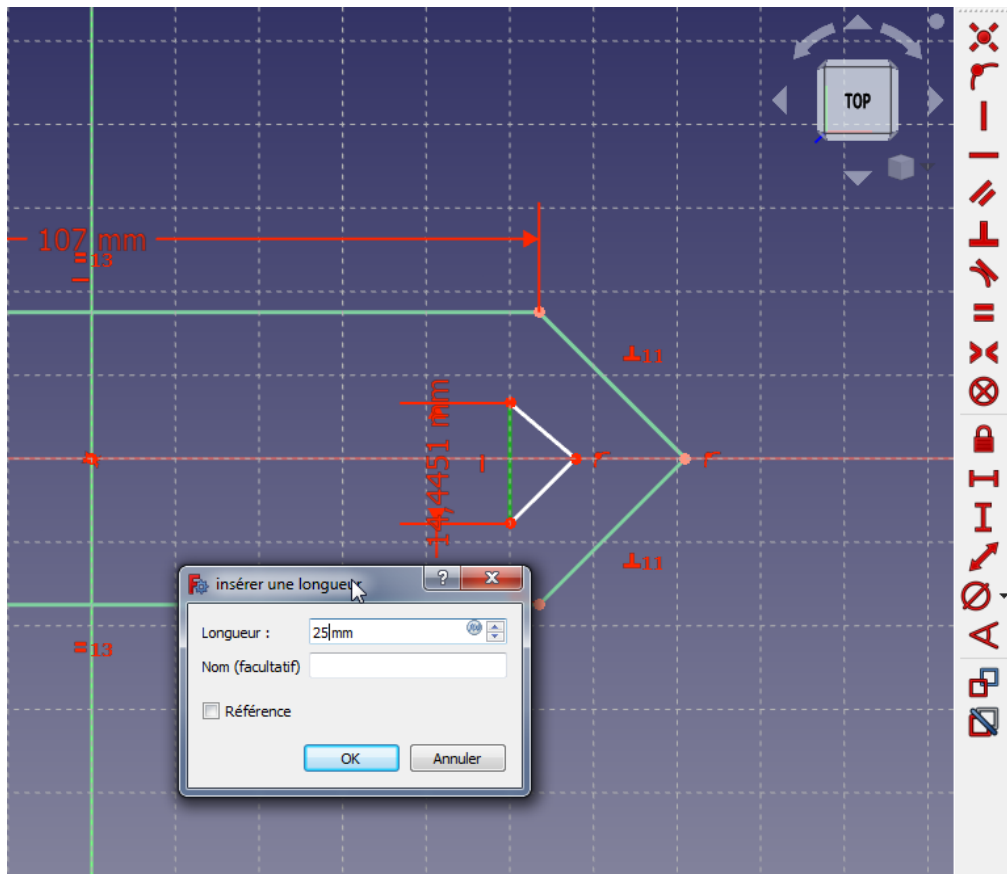 TOP
107 mm
=13
⊥11
14,4451 mm
⊥11
insérer une longueur
Longueur : 25 mm
Nom (facultatif)
Référence
OK Annuler
=13